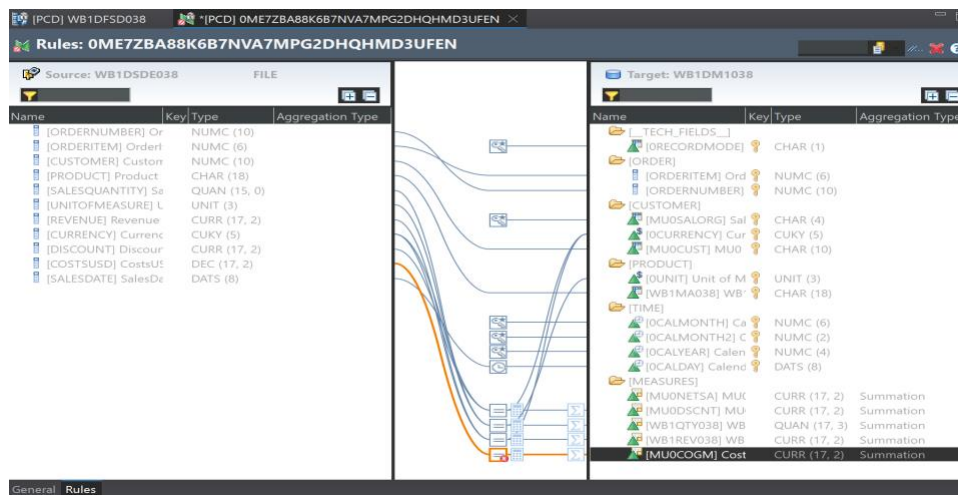 [PCD] WB1DFSD038
*[PCD] 0ME7ZBA88K6B7NVA7MPG2DHQHMD3UFEN
Rules: 0ME7ZBA88K6B7NVA7MPG2DHQHMD3UFEN
Source: WB1DSDE038 FILE
Name Key Type Aggregation Type
[ORDERNUMBER] Or NUMC (10)
[ORDERITEM] OrderI NUMC (6)
[CUSTOMER] Custom NUMC (10)
[PRODUCT] Product CHAR (18)
[SALESQUANTITY] Sa QUAN (15, 0)
[UNITOFMEASURE] U UNIT (3)
[REVENUE] Revenue CURR (17, 2)
[CURRENCY] Currenc CUKY (5)
[DISCOUNT] Discour CURR (17, 2)
[COSTSUSD] CostsUS DEC (17, 2)
[SALESDATE] SalesDa DATS (8)
Target: WB1DM1038
Name Key Type Aggregation Type
[__TECH_FIELDS__]
[0RECORDMODE] CHAR (1)
[ORDER]
[ORDERITEM] Ord NUMC (6)
[ORDERNUMBER] NUMC (10)
[CUSTOMER]
[MU0SALORG] Sal CHAR (4)
[0CURRENCY] Cur CUKY (5)
[MU0CUST] MU0 CHAR (10)
[PRODUCT]
[0UNIT] Unit of M UNIT (3)
[WB1MA038] WB CHAR (18)
[TIME]
[0CALMONTH] Ca NUMC (6)
[0CALMONTH2] C NUMC (2)
[0CALYEAR] Calen NUMC (4)
[0CALDAY] Calend DATS (8)
[MEASURES]
[MU0NETSA] MU( CURR (17, 2) Summation
[MU0DSCNT] MU CURR (17, 2) Summation
[WB1QTY038] WB QUAN (17, 3) Summation
[WB1REV038] WB CURR (17, 2) Summation
[MU0COGM] Cost CURR (17, 2) Summation
General Rules